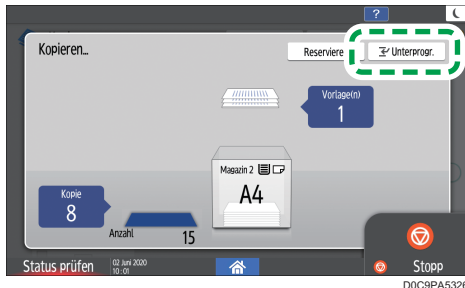 ?
Kopieren...
Reserviere
Unterprogr.
Vorlage(n)
1
Magazin 2
A4
Kopie
8
Anzahl 15
Status prüfen
02 Juni 2020
10:01
Stopp
D0C9PA5326